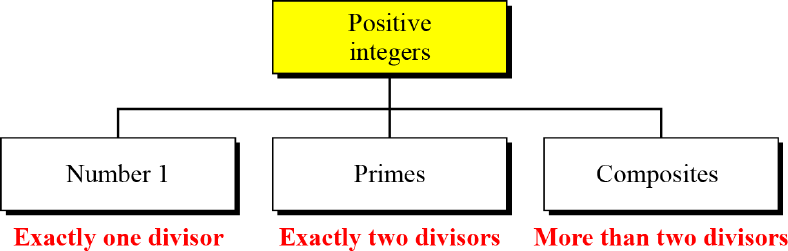 Positive
integers
Number 1
Primes
Composites
Exactly one divisor
Exactly two divisors
More than two divisors